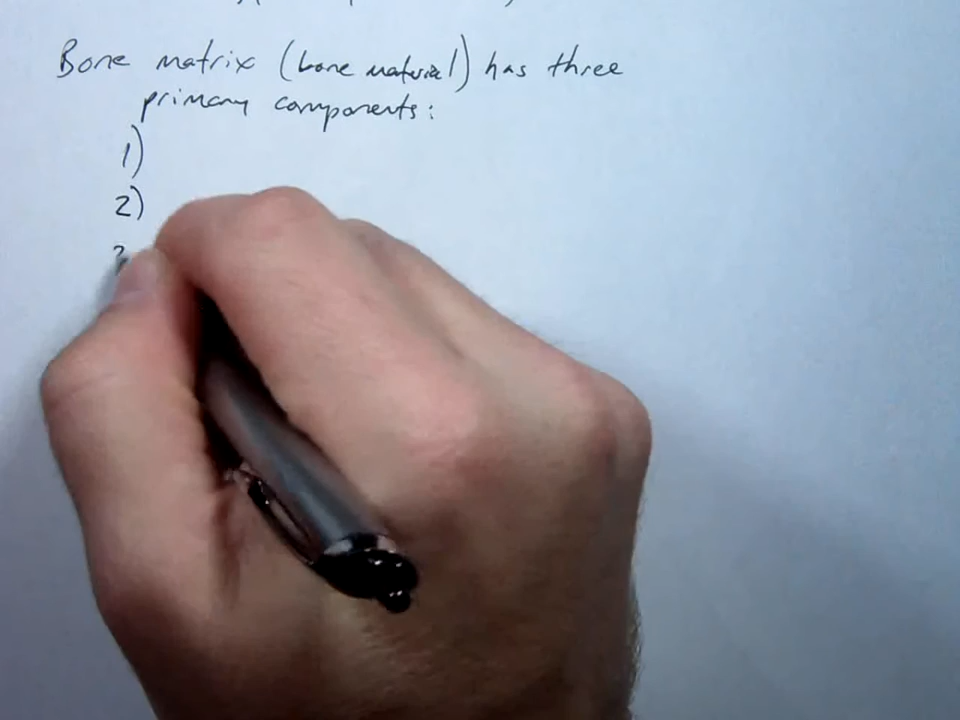 Bone matrix (bone material) has three
primary components:
1)
2)